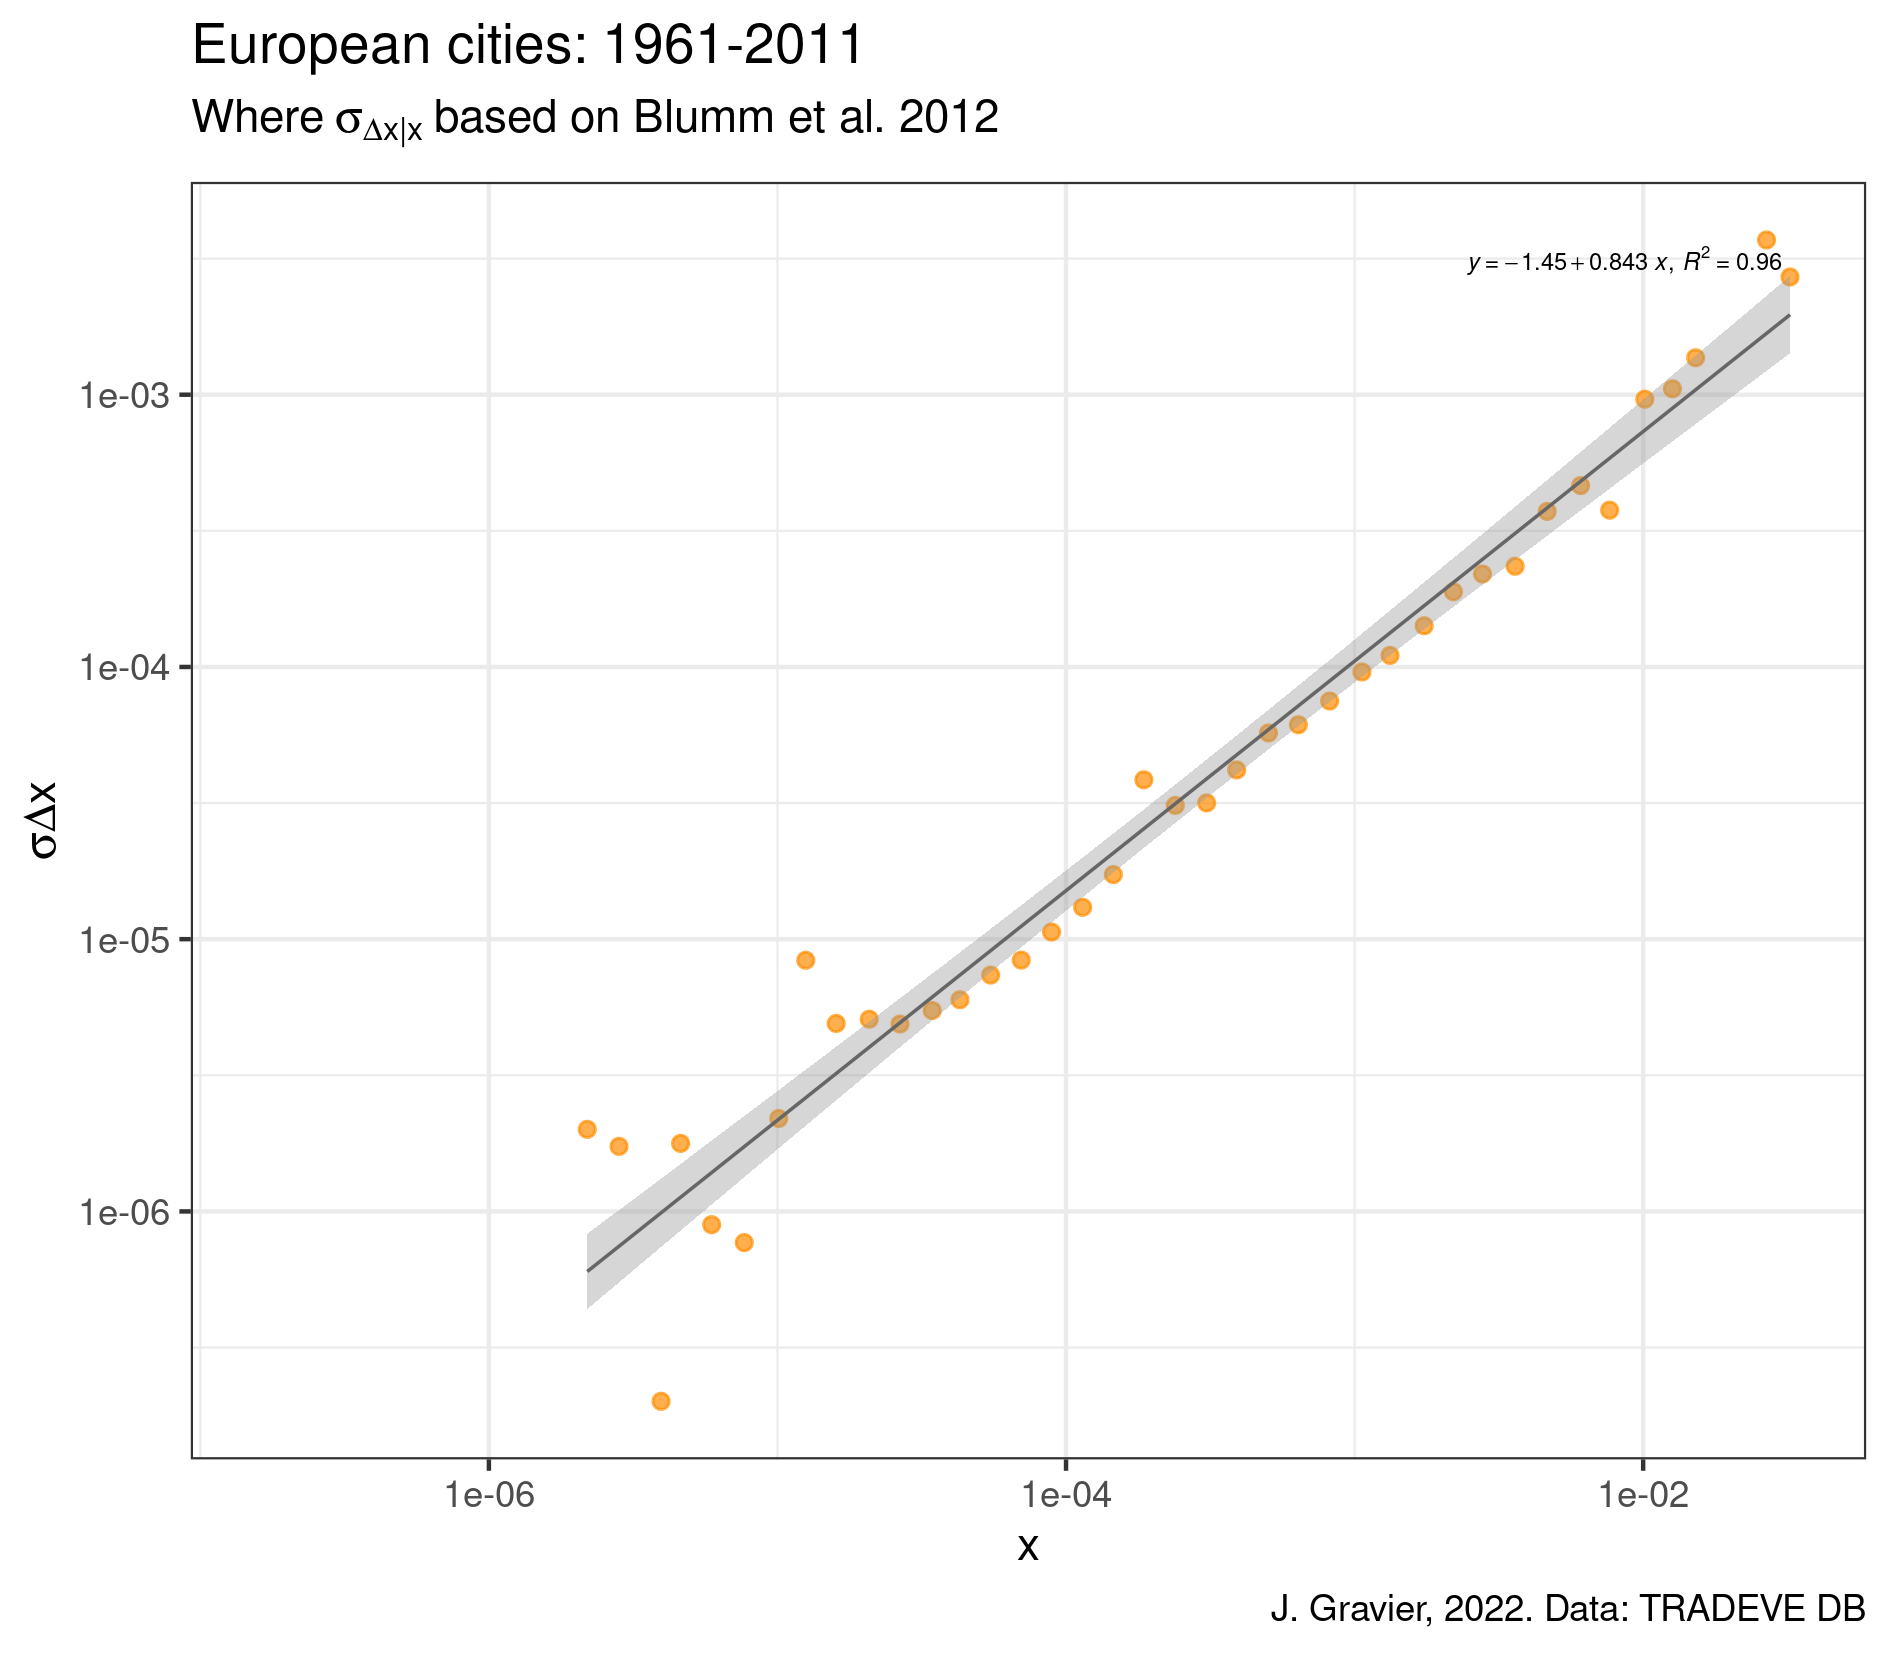 European cities: 1961-2011
Where σΔx|x based on Blumm et al. 2012
y = −1.45 + 0.843 x, R² = 0.96
1e-03
1e-04
1e-05
1e-06
σΔx
1e-06 1e-04 1e-02
x
J. Gravier, 2022. Data: TRADEVE DB